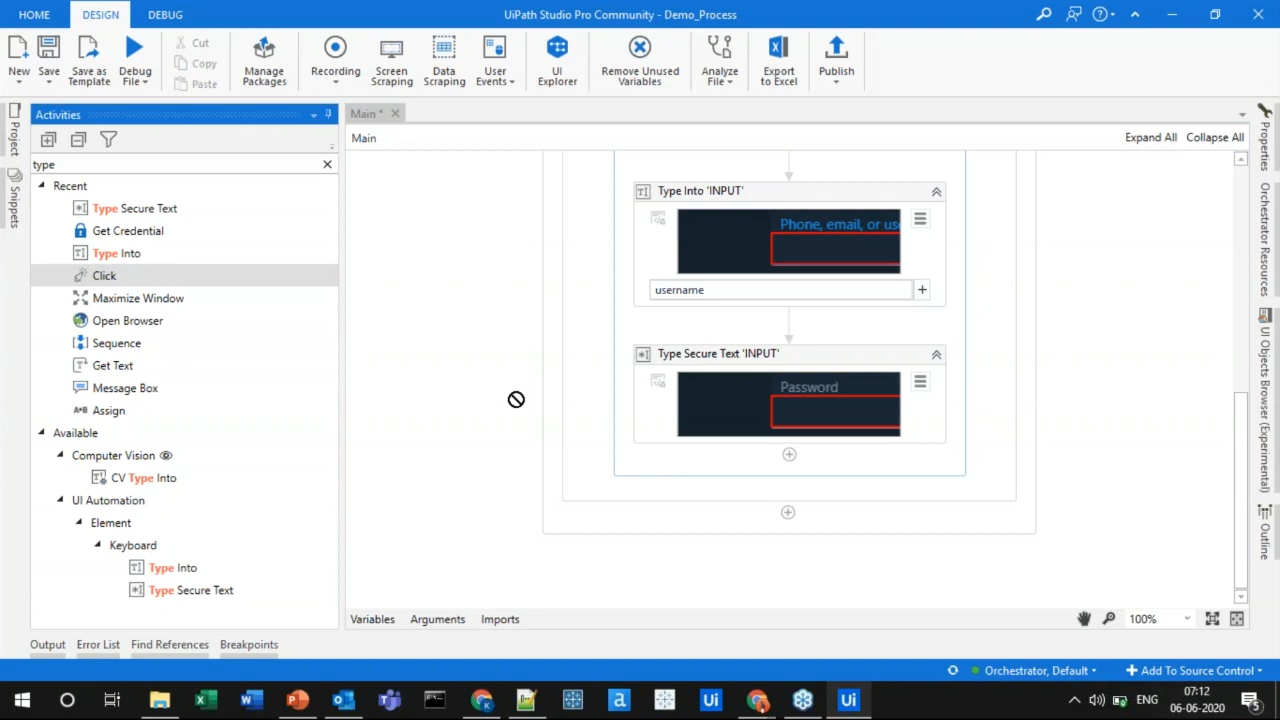 HOME DESIGN DEBUG UiPath Studio Pro Community - Demo_Process
New Save Save as Template Debug File Cut Copy Paste Manage Packages Recording Screen Scraping Data Scraping User Events UI Explorer Remove Unused Variables Analyze File Export to Excel Publish
Activities
Main *
Project
Snippets
type
Main
Expand All Collapse All
Recent
Type Secure Text
Get Credential
Type Into
Click
Maximize Window
Open Browser
Sequence
Get Text
Message Box
Assign
Available
Computer Vision
CV Type Into
UI Automation
Element
Keyboard
Type Into
Type Secure Text
Type Into 'INPUT'
Phone, email, or us
username
Type Secure Text 'INPUT'
Password
Properties
Orchestrator Resources
UI Objects Browser (Experimental)
Outline
Variables Arguments Imports
100%
Output Error List Find References Breakpoints
Orchestrator, Default
Add To Source Control
ENG
07:12
06-06-2020
5